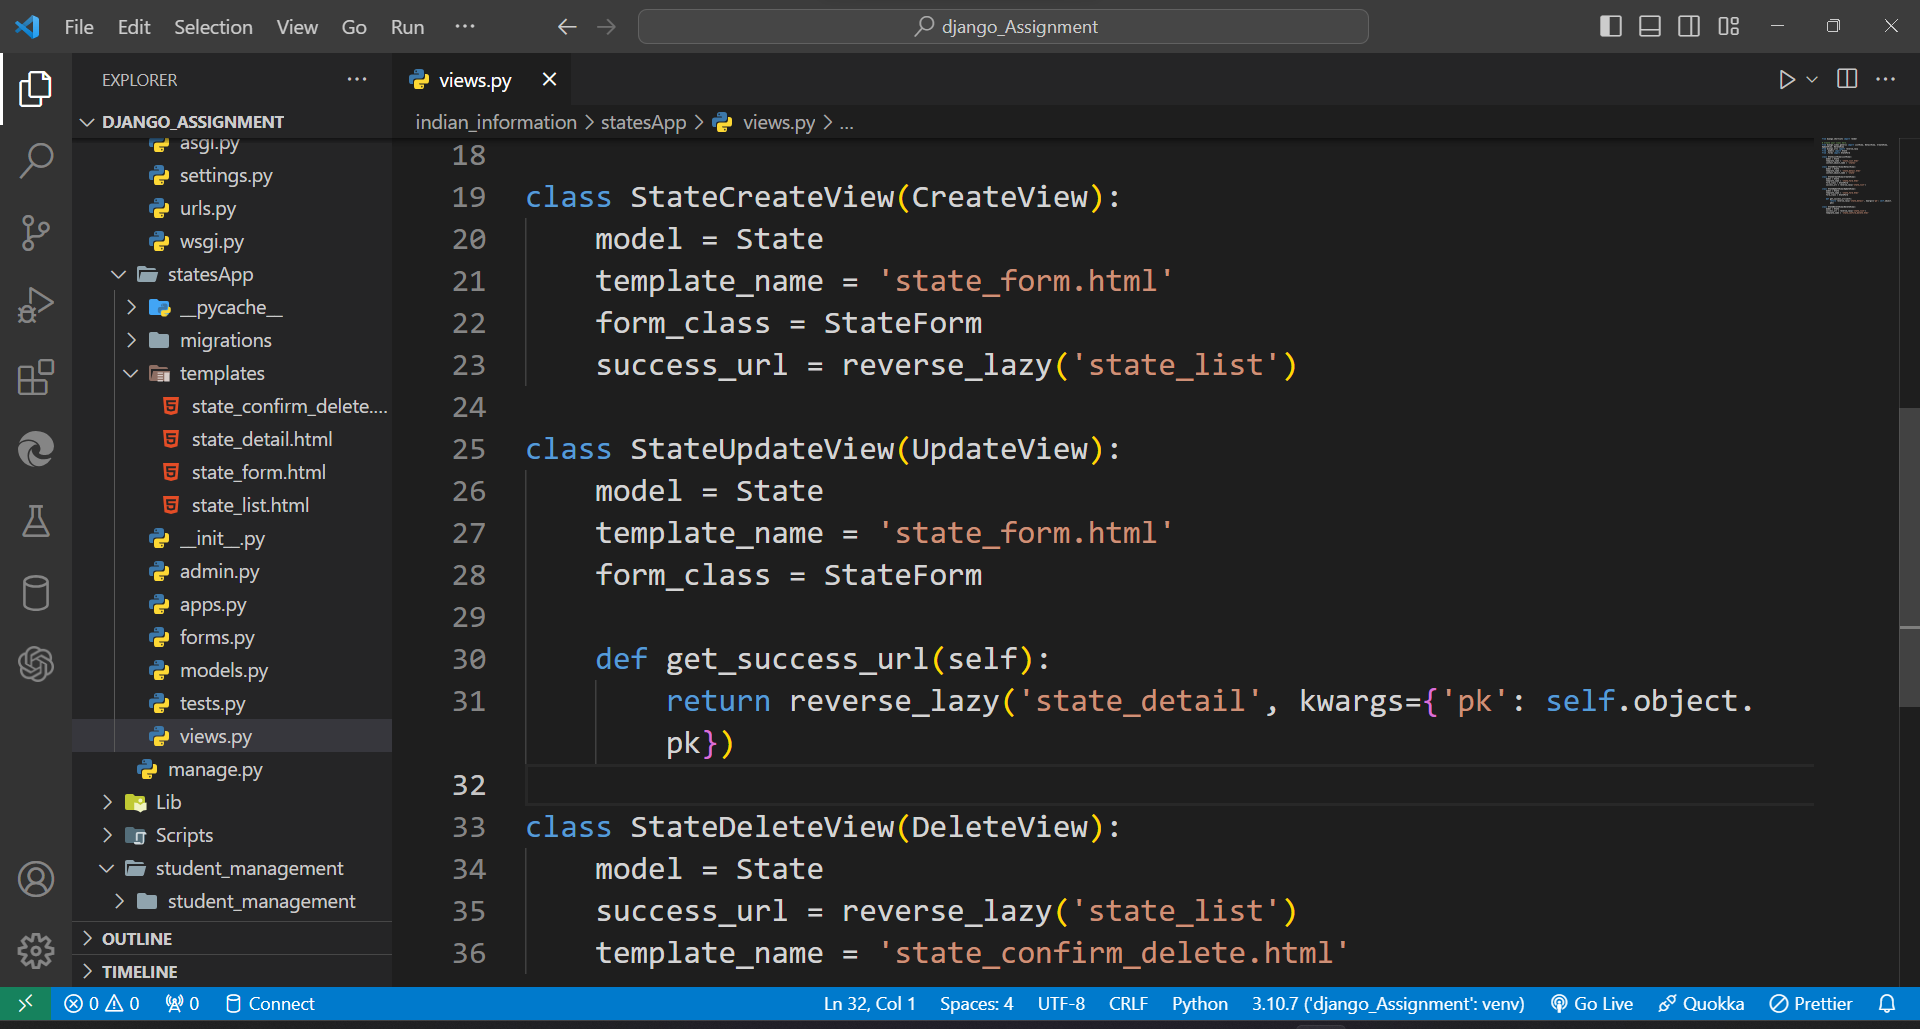 File Edit Selection View Go Run ... django_Assignment
EXPLORER ...
DJANGO_ASSIGNMENT
asgi.py
settings.py
urls.py
wsgi.py
statesApp
__pycache__
migrations
templates
state_confirm_delete....
state_detail.html
state_form.html
state_list.html
__init__.py
admin.py
apps.py
forms.py
models.py
tests.py
views.py
manage.py
Lib
Scripts
student_management
student_management
OUTLINE
TIMELINE
views.py
indian_information > statesApp > views.py > ...
18
19 class StateCreateView(CreateView):
20     model = State
21     template_name = 'state_form.html'
22     form_class = StateForm
23     success_url = reverse_lazy('state_list')
24
25 class StateUpdateView(UpdateView):
26     model = State
27     template_name = 'state_form.html'
28     form_class = StateForm
29
30     def get_success_url(self):
31         return reverse_lazy('state_detail', kwargs={'pk': self.object.
pk})
32
33 class StateDeleteView(DeleteView):
34     model = State
35     success_url = reverse_lazy('state_list')
36     template_name = 'state_confirm_delete.html'
0 0 0 Connect Ln 32, Col 1 Spaces: 4 UTF-8 CRLF Python 3.10.7 ('django_Assignment': venv) Go Live Quokka Prettier